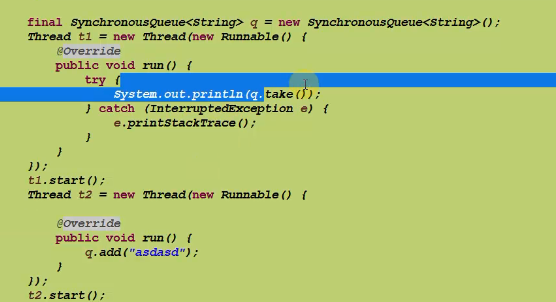 final SynchronousQueue<String> q = new SynchronousQueue<String>();
Thread t1 = new Thread(new Runnable() {
@Override
public void run() {
try {
System.out.println(q.take());
} catch (InterruptedException e) {
e.printStackTrace();
}
}
});
t1.start();
Thread t2 = new Thread(new Runnable() {
@Override
public void run() {
q.add("asdasd");
}
});
t2.start();